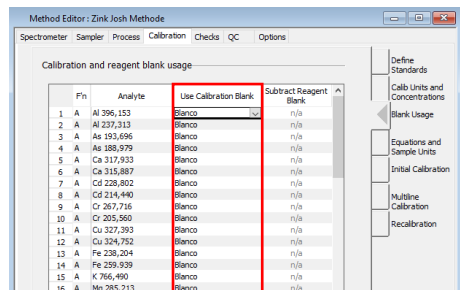 Method Editor: Zink Josh Methode
Spectrometer Sampler Process Calibration Checks QC Options
Calibration and reagent blank usage
F'n Analyte Use Calibration Blank Subtract Reagent Blank
1 A Al 396,153 Blanco n/a
2 A Al 237,313 Blanco n/a
3 A As 193,696 Blanco n/a
4 A As 188,979 Blanco n/a
5 A Ca 317,933 Blanco n/a
6 A Ca 315,887 Blanco n/a
7 A Cd 228,802 Blanco n/a
8 A Cd 214,440 Blanco n/a
9 A Cr 267,716 Blanco n/a
10 A Cr 205,560 Blanco n/a
11 A Cu 327,393 Blanco n/a
12 A Cu 324,752 Blanco n/a
13 A Fe 238,204 Blanco n/a
14 A Fe 259.939 Blanco n/a
15 A K 766,490 Blanco n/a
16 A Mg 285,213 Blanco n/a
Define
Standards
Calib Units and
Concentrations
Blank Usage
Equations and
Sample Units
Initial Calibration
Multiline
Calibration
Recalibration